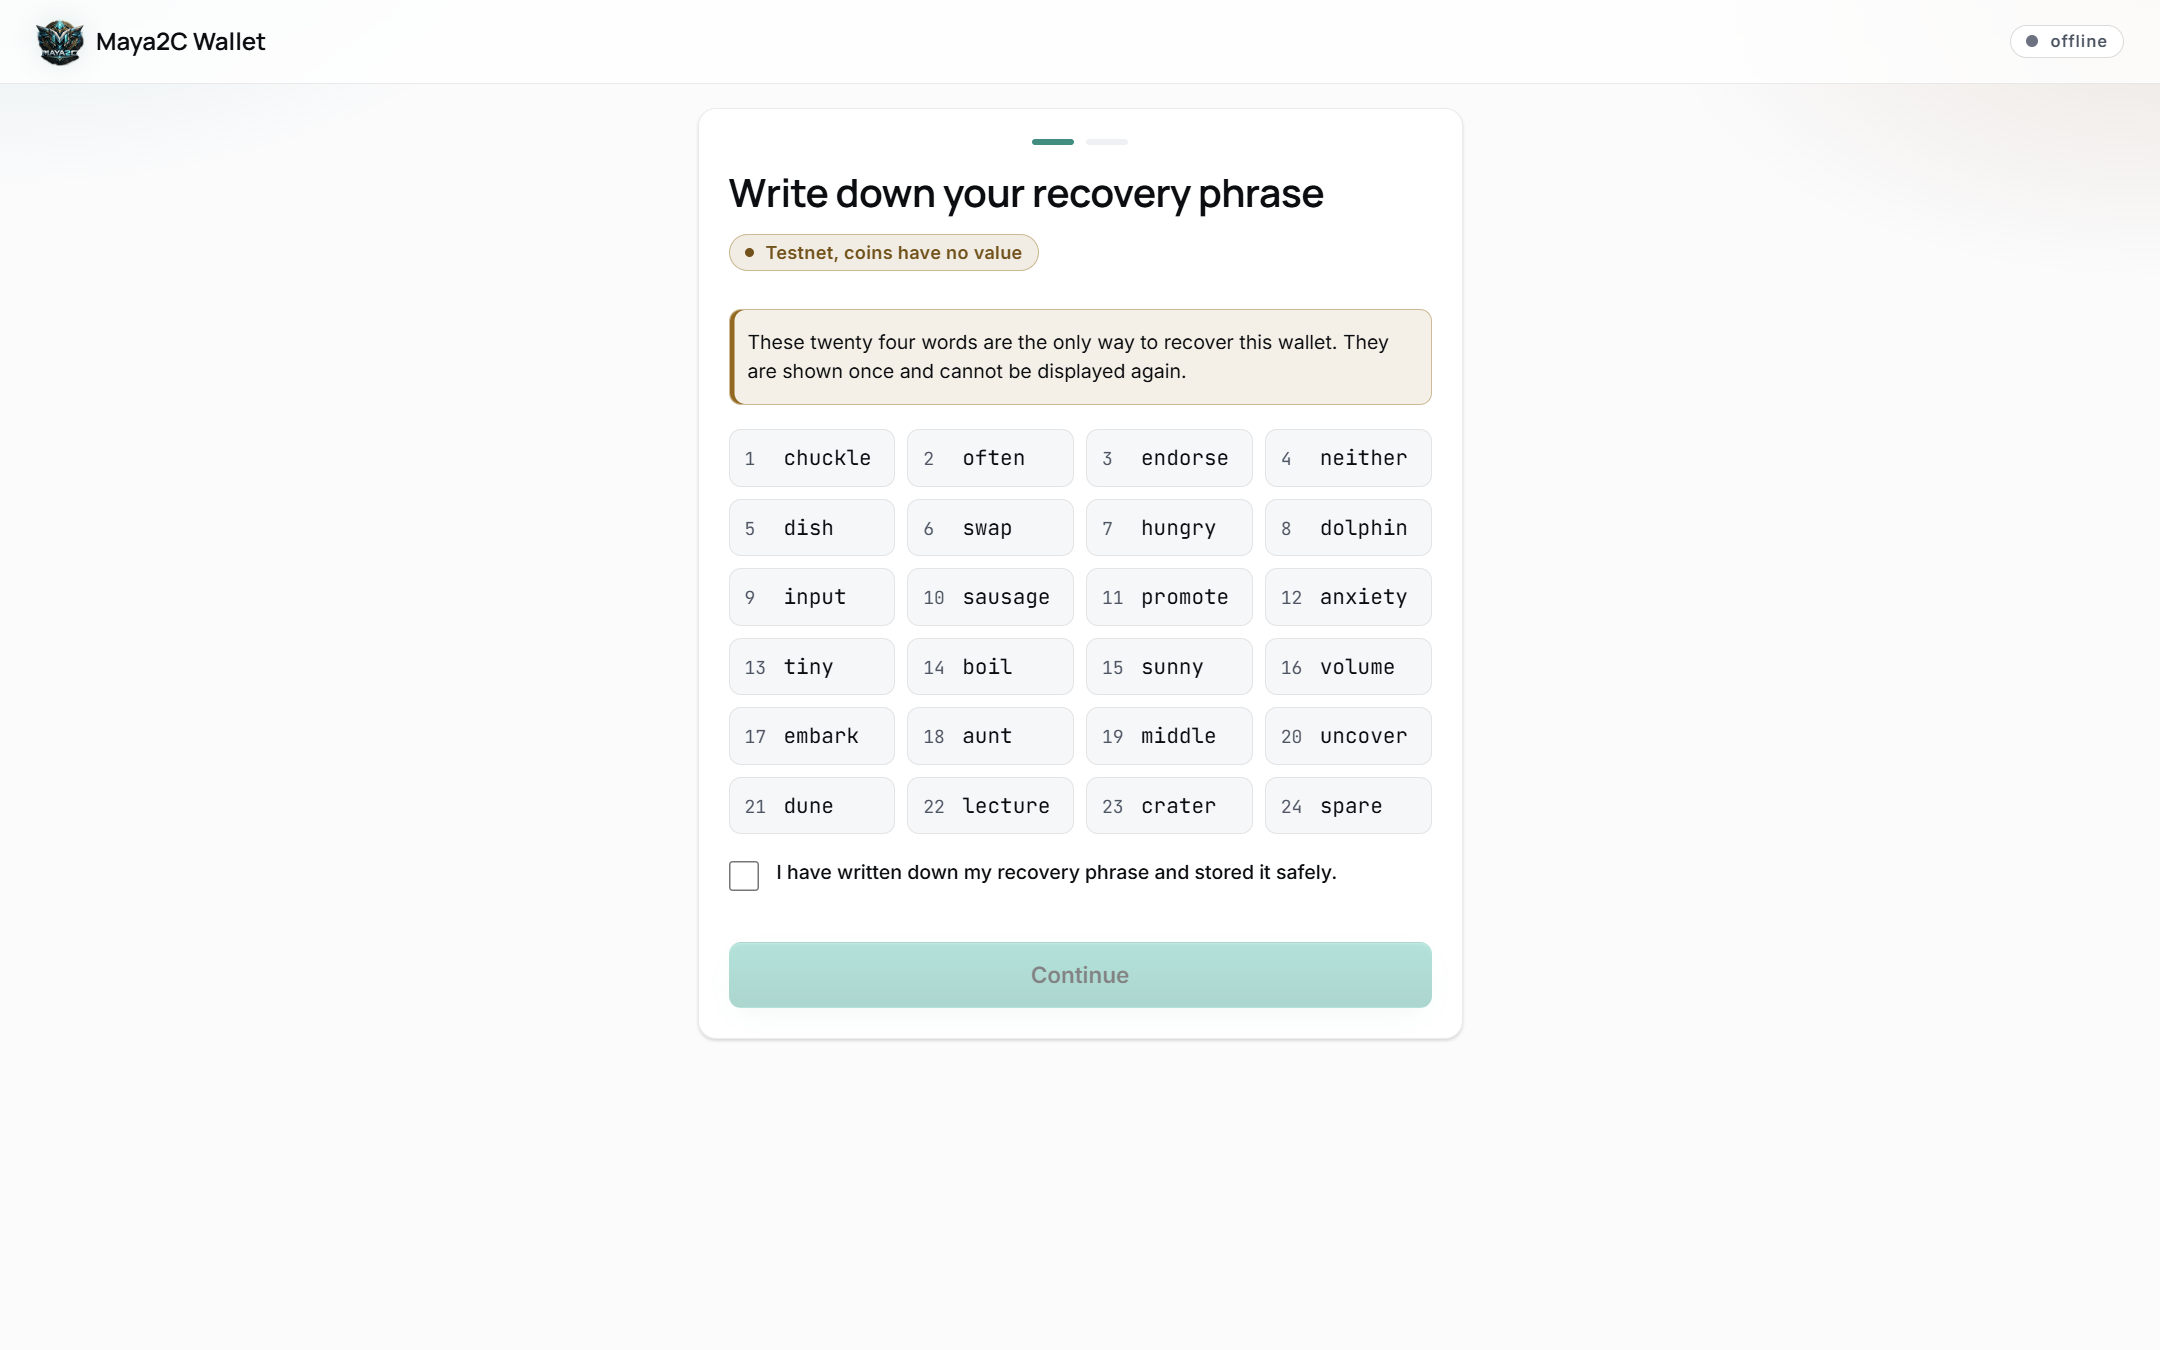 MAYA2C
Maya2C Wallet
offline
Write down your recovery phrase
Testnet, coins have no value
These twenty four words are the only way to recover this wallet. They
are shown once and cannot be displayed again.
1 chuckle 2 often 3 endorse 4 neither
5 dish 6 swap 7 hungry 8 dolphin
9 input 10 sausage 11 promote 12 anxiety
13 tiny 14 boil 15 sunny 16 volume
17 embark 18 aunt 19 middle 20 uncover
21 dune 22 lecture 23 crater 24 spare
I have written down my recovery phrase and stored it safely.
Continue